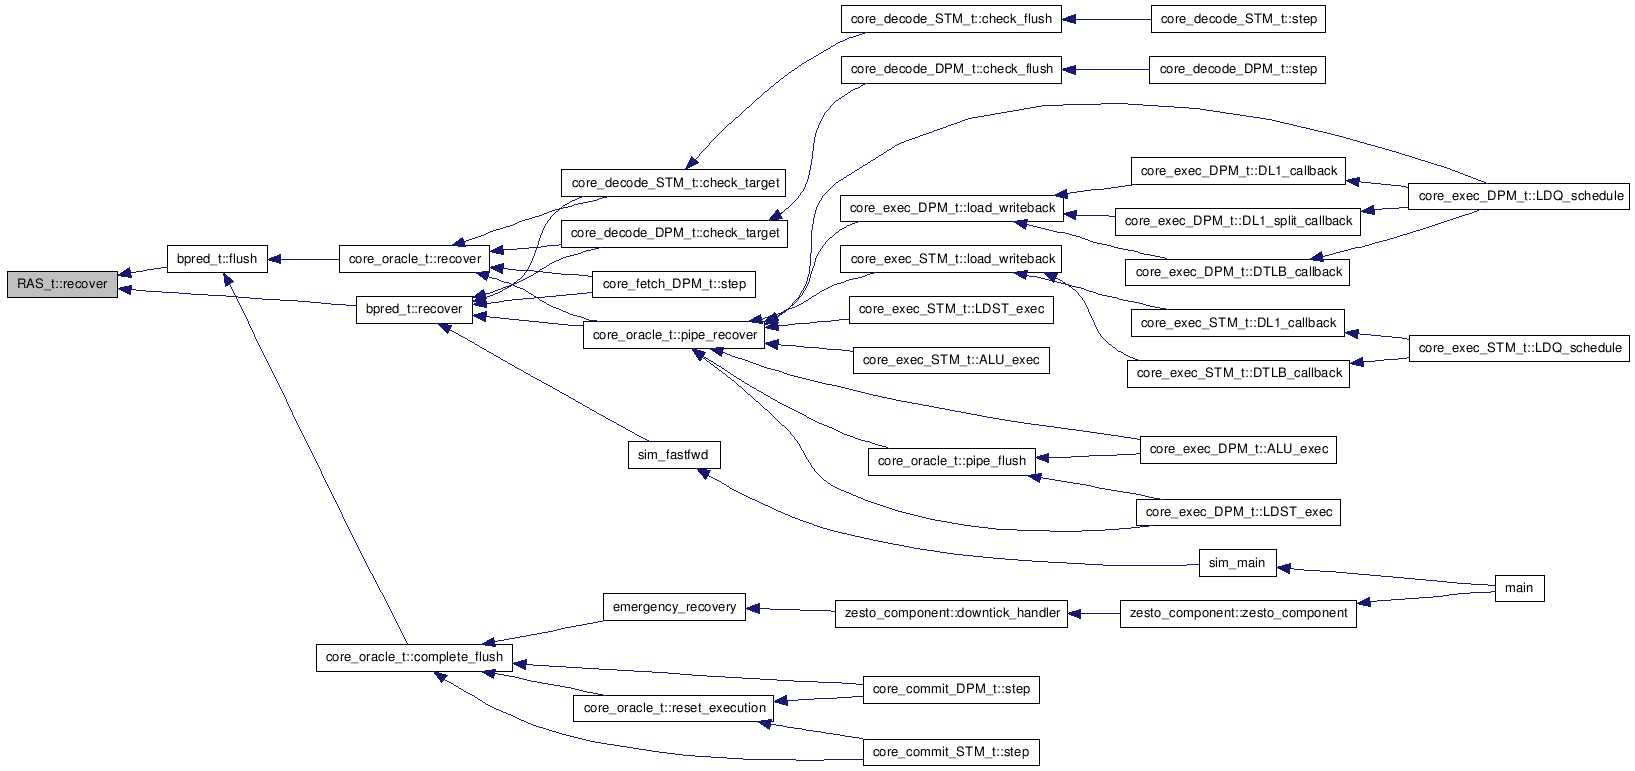 core_decode_STM_t::check_flush
core_decode_STM_t::step
core_decode_DPM_t::check_flush
core_decode_DPM_t::step
core_exec_DPM_t::DL1_callback
core_decode_STM_t::check_target
core_exec_DPM_t::LDQ_schedule
core_exec_DPM_t::load_writeback
core_exec_DPM_t::DL1_split_callback
core_decode_DPM_t::check_target
bpred_t::flush
core_oracle_t::recover
core_exec_STM_t::load_writeback
core_exec_DPM_t::DTLB_callback
RAS_t::recover
core_fetch_DPM_t::step
bpred_t::recover
core_exec_STM_t::LDST_exec
core_exec_STM_t::DL1_callback
core_oracle_t::pipe_recover
core_exec_STM_t::LDQ_schedule
core_exec_STM_t::ALU_exec
core_exec_STM_t::DTLB_callback
core_exec_DPM_t::ALU_exec
sim_fastfwd
core_oracle_t::pipe_flush
core_exec_DPM_t::LDST_exec
sim_main
main
emergency_recovery
zesto_component::downtick_handler
zesto_component::zesto_component
core_oracle_t::complete_flush
core_commit_DPM_t::step
core_oracle_t::reset_execution
core_commit_STM_t::step